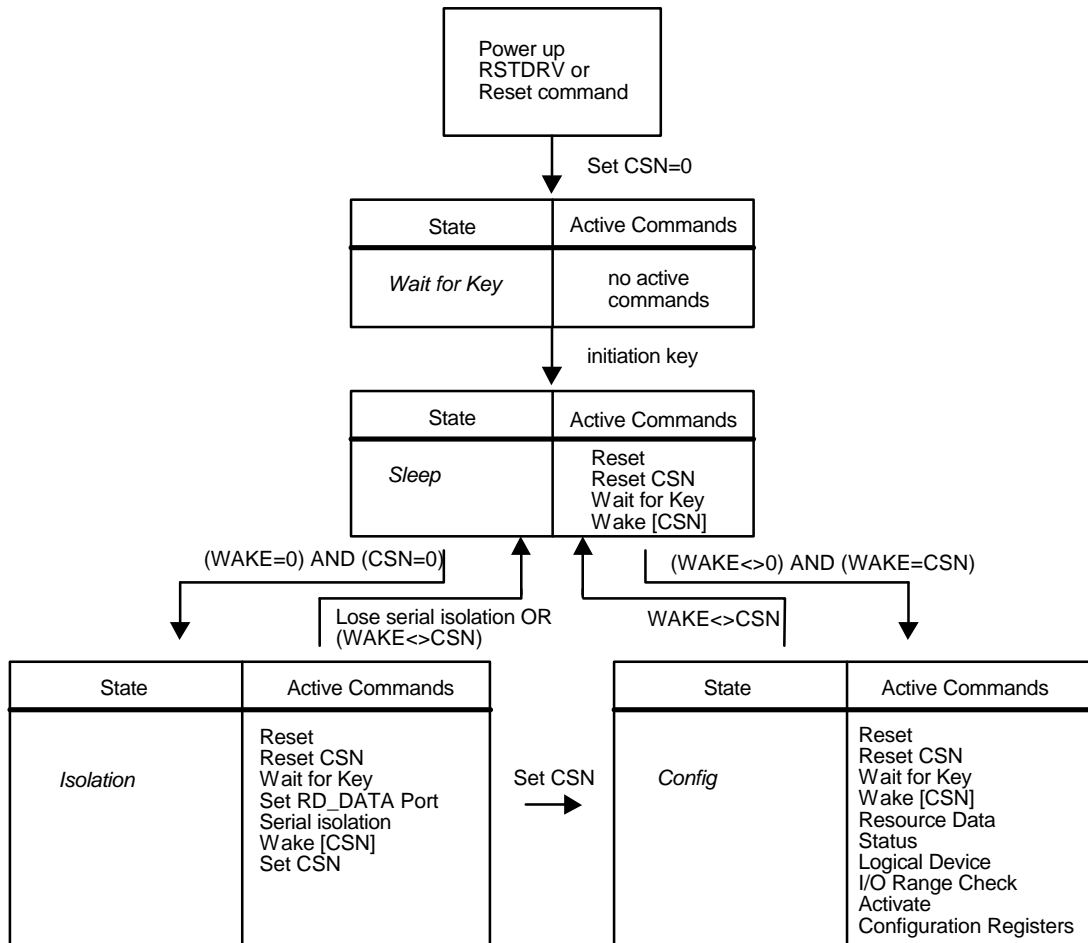 Power up
RSTDRV or
Reset command
Set CSN=0
State Active Commands
Wait for Key no active
commands
initiation key
State Active Commands
Sleep Reset
Reset CSN
Wait for Key
Wake [CSN]
(WAKE=0) AND (CSN=0)
(WAKE<>0) AND (WAKE=CSN)
Lose serial isolation OR
(WAKE<>CSN)
WAKE<>CSN
State Active Commands
Isolation
Reset
Reset CSN
Wait for Key
Set RD_DATA Port
Serial isolation
Wake [CSN]
Set CSN
Set CSN
State Active Commands
Config
Reset
Reset CSN
Wait for Key
Wake [CSN]
Resource Data
Status
Logical Device
I/O Range Check
Activate
Configuration Registers